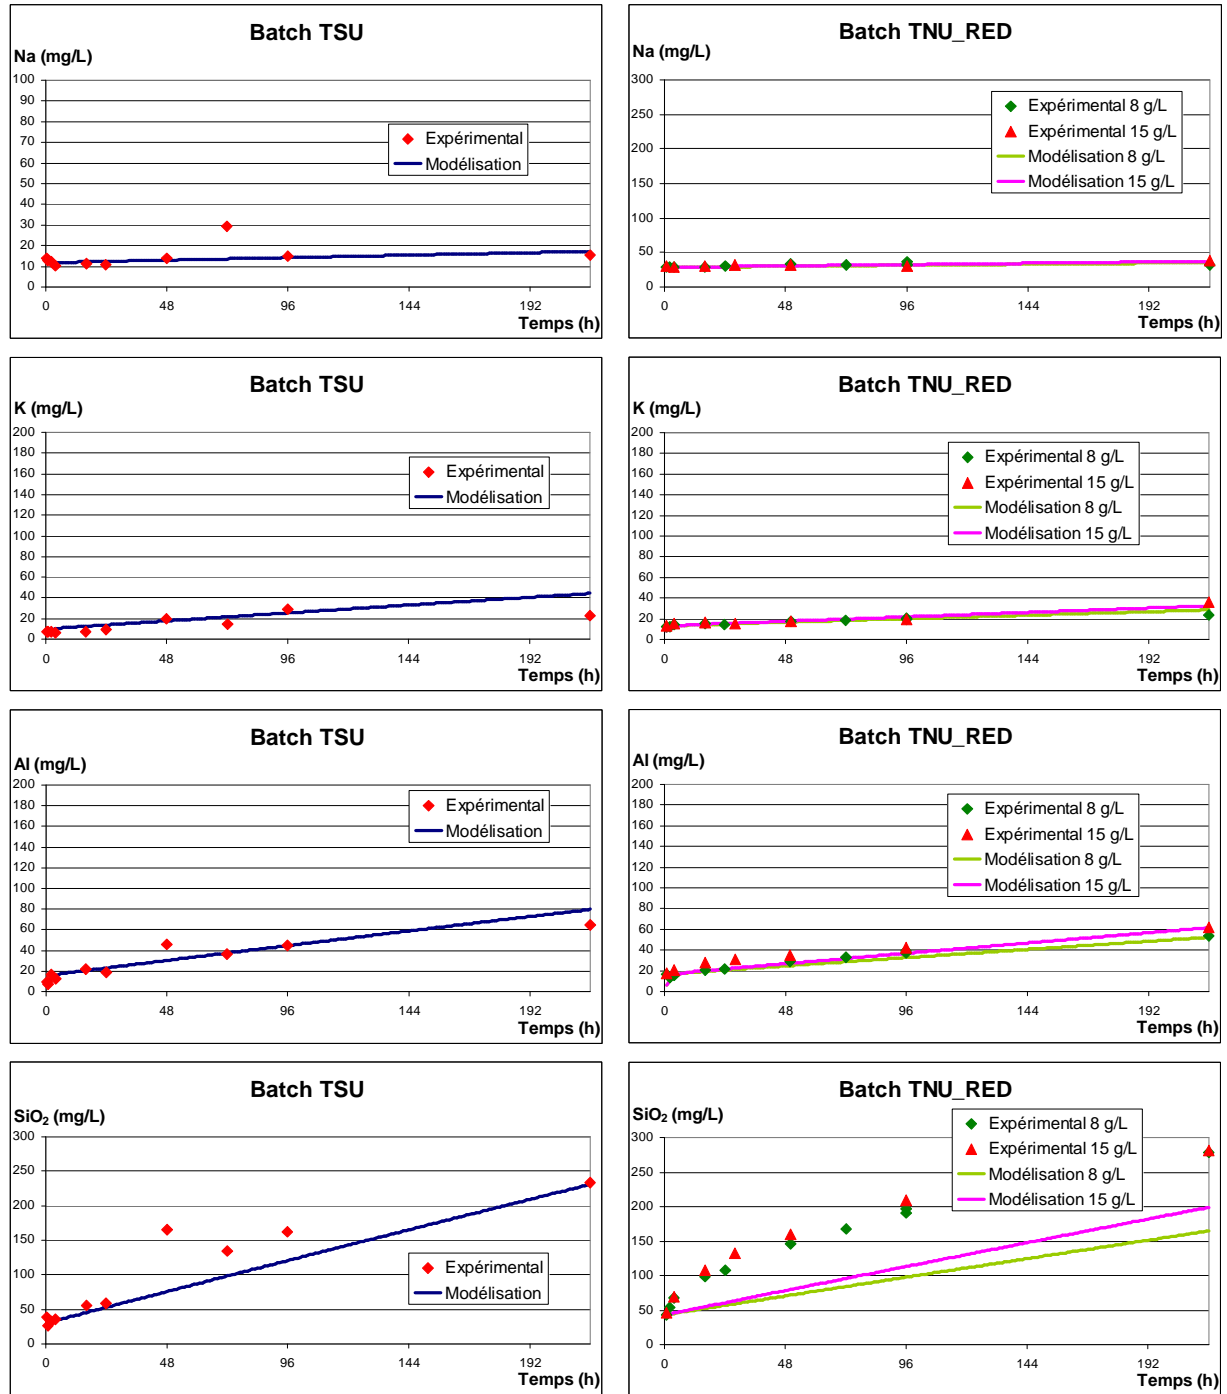 Batch TSU
Na (mg/L)
100
90
80
70
60
50
40
30
20
10
0
0 48 96 144 192
Temps (h)
Expérimental
Modélisation
Batch TNU_RED
Na (mg/L)
300
250
200
150
100
50
0
0 48 96 144 192
Temps (h)
Expérimental 8 g/L
Expérimental 15 g/L
Modélisation 8 g/L
Modélisation 15 g/L
Batch TSU
K (mg/L)
200
180
160
140
120
100
80
60
40
20
0
0 48 96 144 192
Temps (h)
Expérimental
Modélisation
Batch TNU_RED
K (mg/L)
200
180
160
140
120
100
80
60
40
20
0
0 48 96 144 192
Temps (h)
Expérimental 8 g/L
Expérimental 15 g/L
Modélisation 8 g/L
Modélisation 15 g/L
Batch TSU
Al (mg/L)
200
180
160
140
120
100
80
60
40
20
0
0 48 96 144 192
Temps (h)
Expérimental
Modélisation
Batch TNU_RED
Al (mg/L)
200
180
160
140
120
100
80
60
40
20
0
0 48 96 144 192
Temps (h)
Expérimental 8 g/L
Expérimental 15 g/L
Modélisation 8 g/L
Modélisation 15 g/L
Batch TSU
SiO₂ (mg/L)
300
250
200
150
100
50
0
0 48 96 144 192
Temps (h)
Expérimental
Modélisation
Batch TNU_RED
SiO₂ (mg/L)
300
250
200
150
100
50
0
0 48 96 144 192
Temps (h)
Expérimental 8 g/L
Expérimental 15 g/L
Modélisation 8 g/L
Modélisation 15 g/L